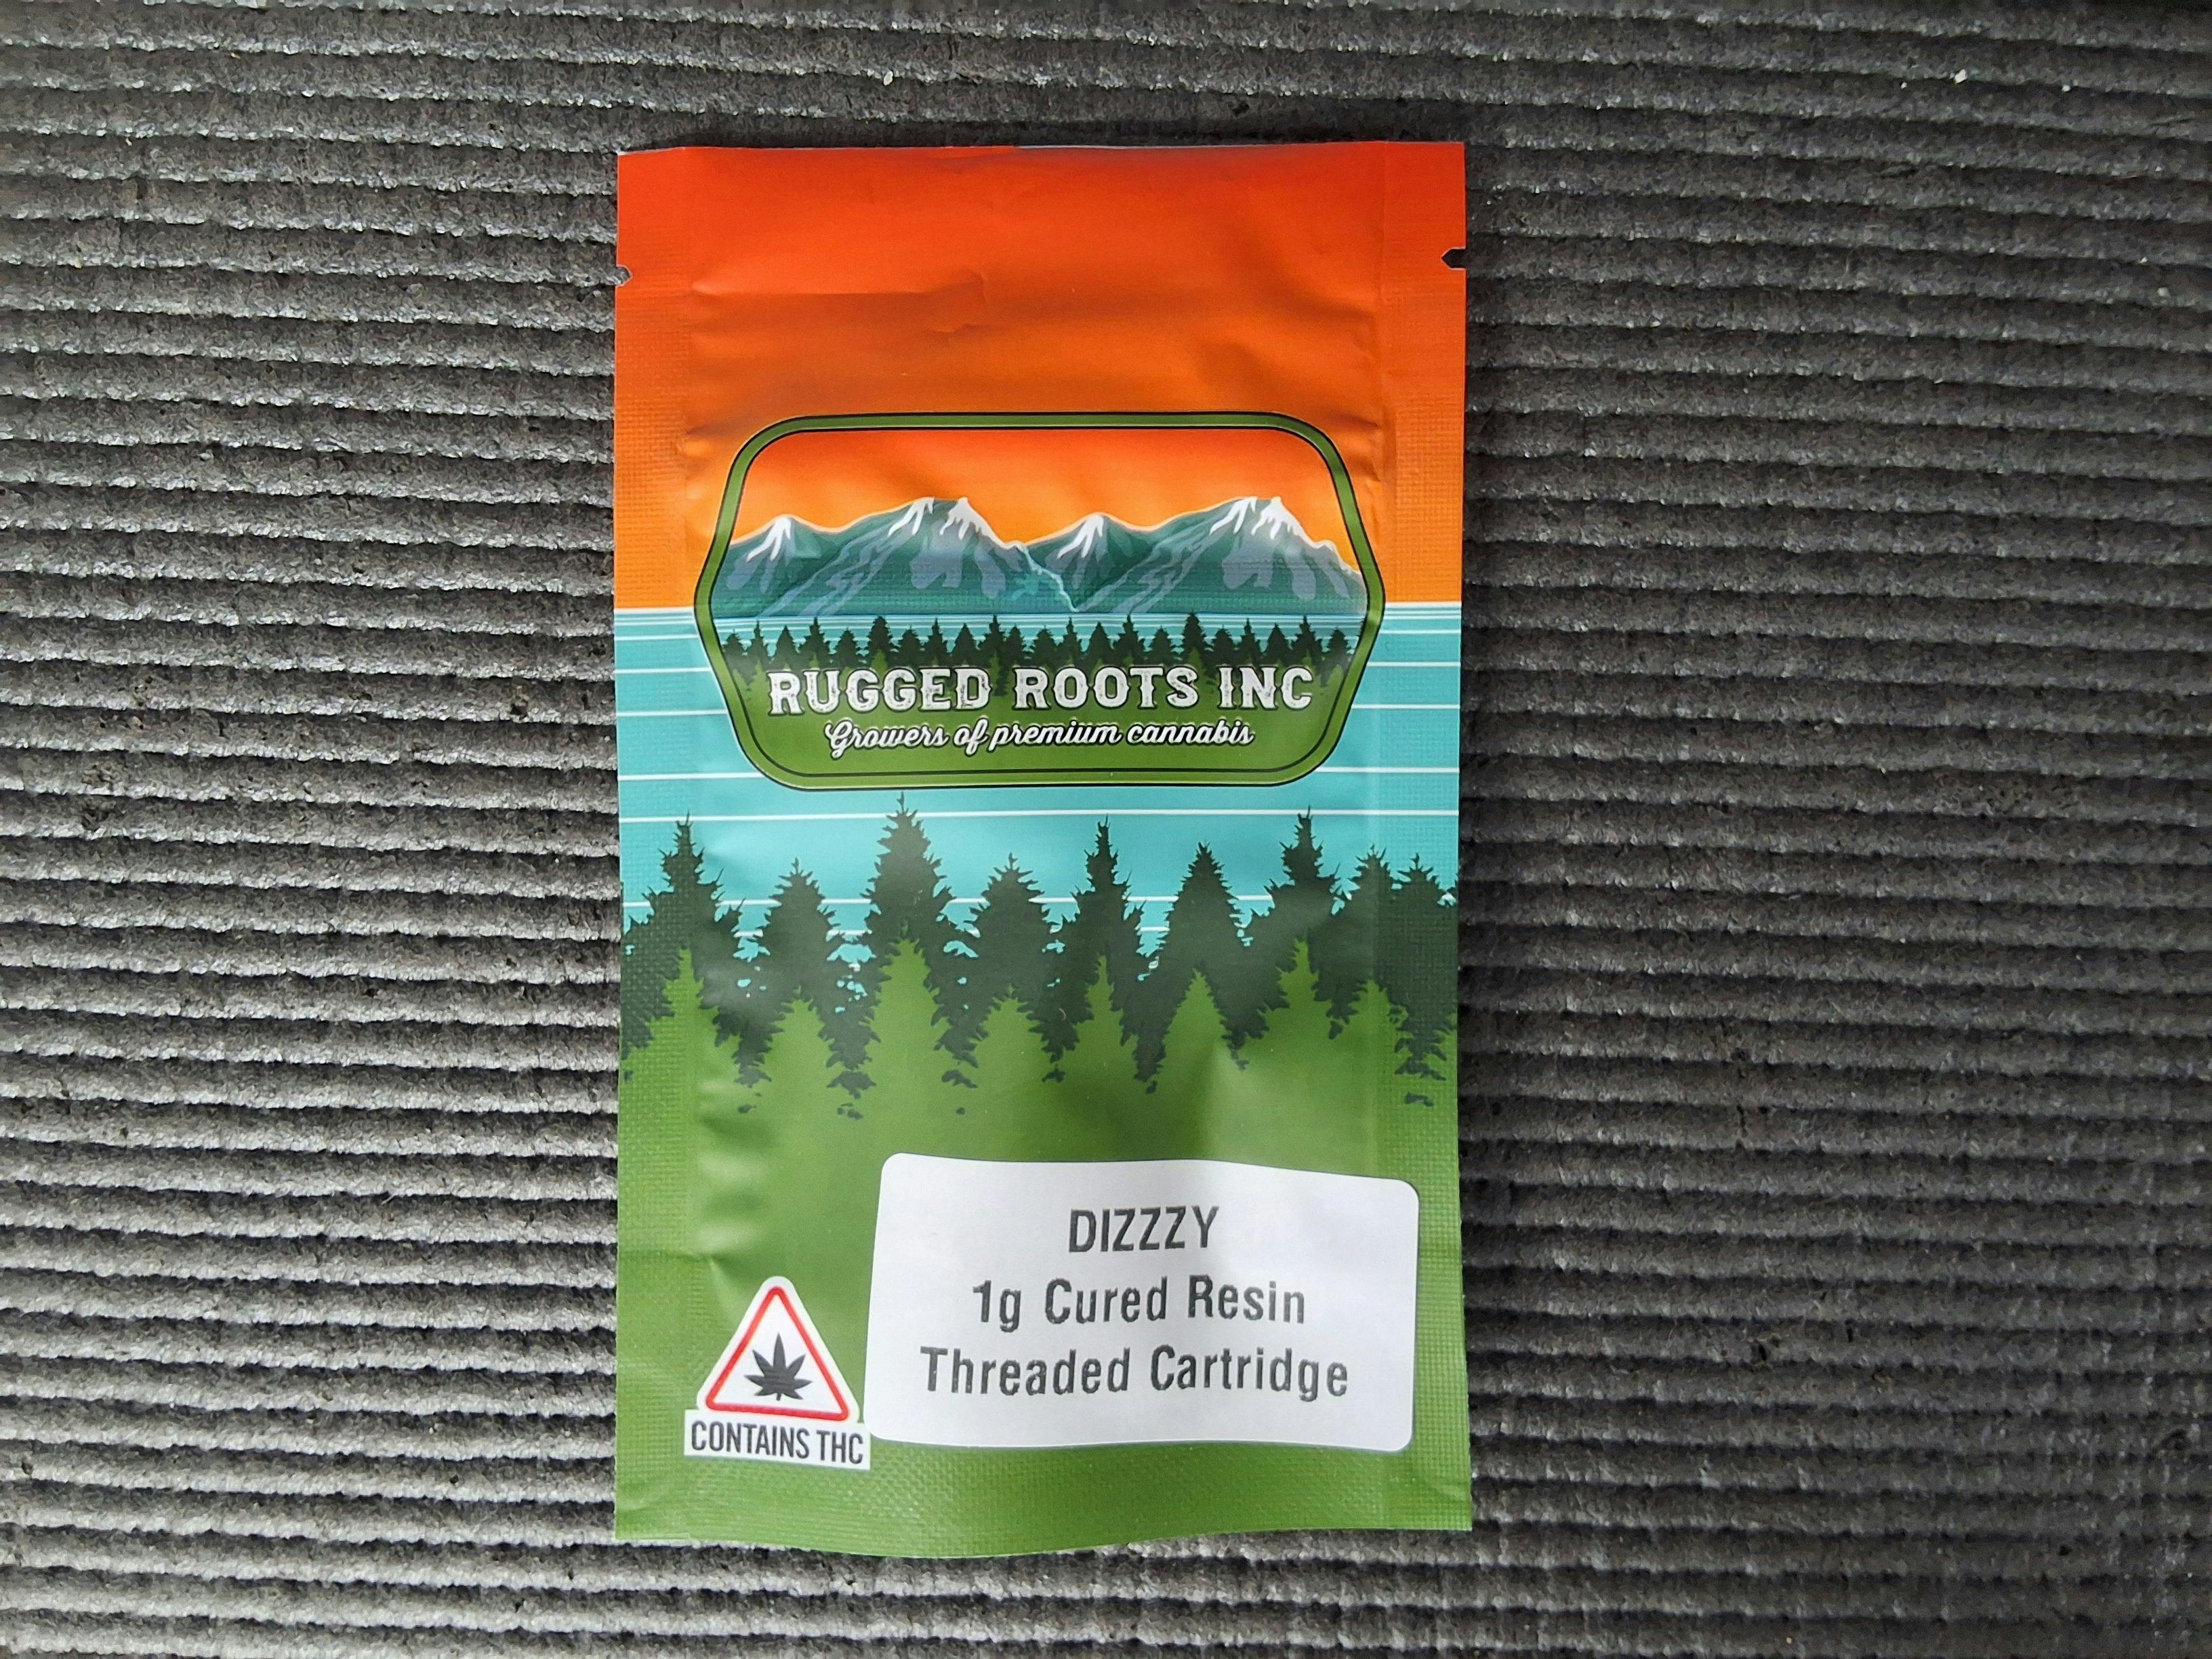 RUGGED ROOTS INC
Growers of premium cannabis
DIZZZY
1g Cured Resin
Threaded Cartridge
CONTAINS THC